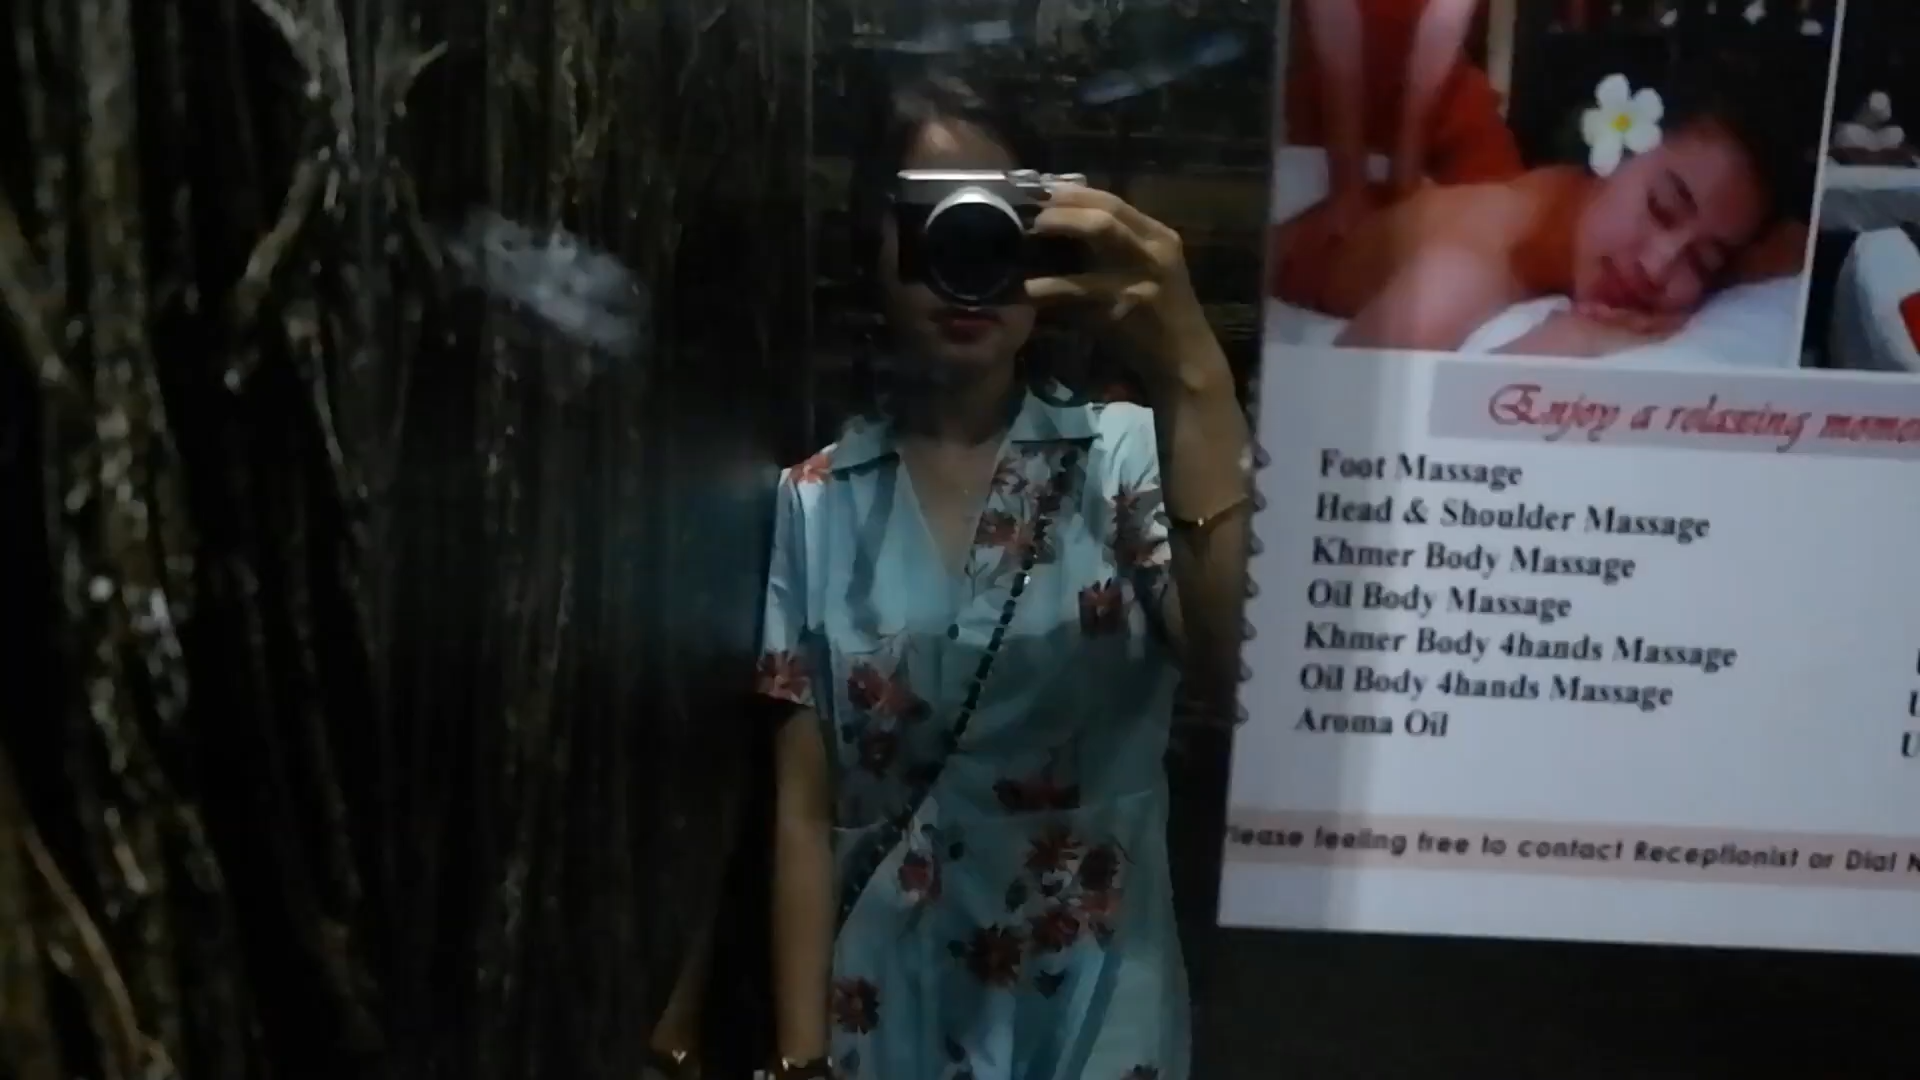 Enjoy a relaxing
Foot Massage
Head & Shoulder Massage
Khmer Body Massage
Oil Body Massage
Khmer Body 4hands Massage
Oil Body 4hands Massage
Aroma Oil
feeling free to contact Receptionist or Dial